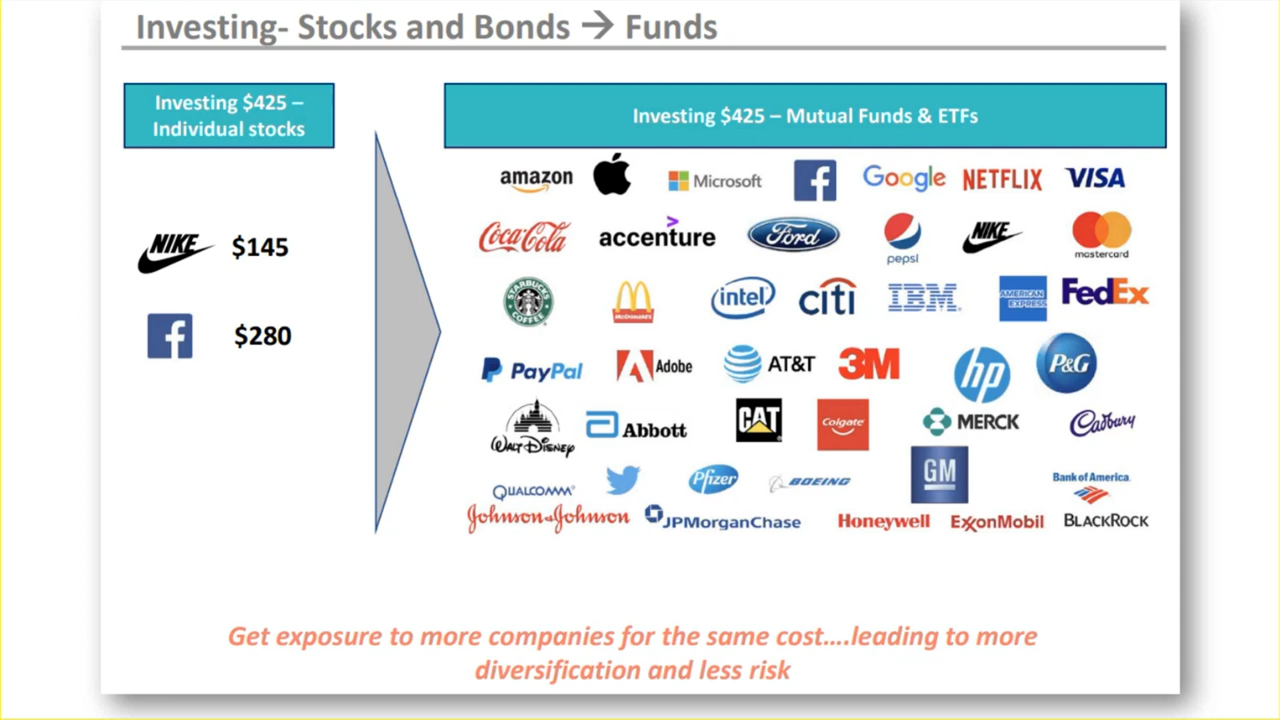 Investing- Stocks and Bonds → Funds
Investing $425 –
Individual stocks
Investing $425 – Mutual Funds & ETFs
NIKE $145
f $280
amazon Microsoft f Google NETFLIX VISA
Coca-Cola accenture Ford pepsi NIKE mastercard
STARBUCKS COFFEE McDonald's intel citi IBM AMERICAN EXPRESS FedEx
PayPal Adobe AT&T 3M hp P&G
WALT DISNEY Abbott CAT Colgate MERCK Cadbury
QUALCOMM Pfizer BOEING GM Bank of America
Johnson&Johnson JPMorganChase Honeywell ExxonMobil BLACKROCK
Get exposure to more companies for the same cost....leading to more
diversification and less risk